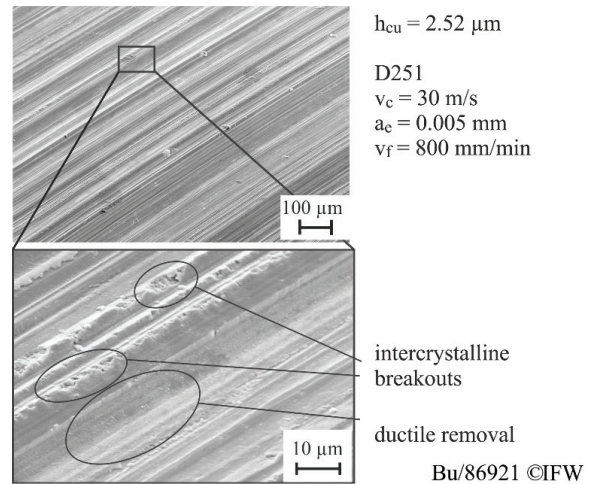 h_cu = 2.52 µm
D251
v_c = 30 m/s
a_e = 0.005 mm
v_f = 800 mm/min
100 µm
intercrystalline
breakouts
ductile removal
10 µm
Bu/86921 ©IFW